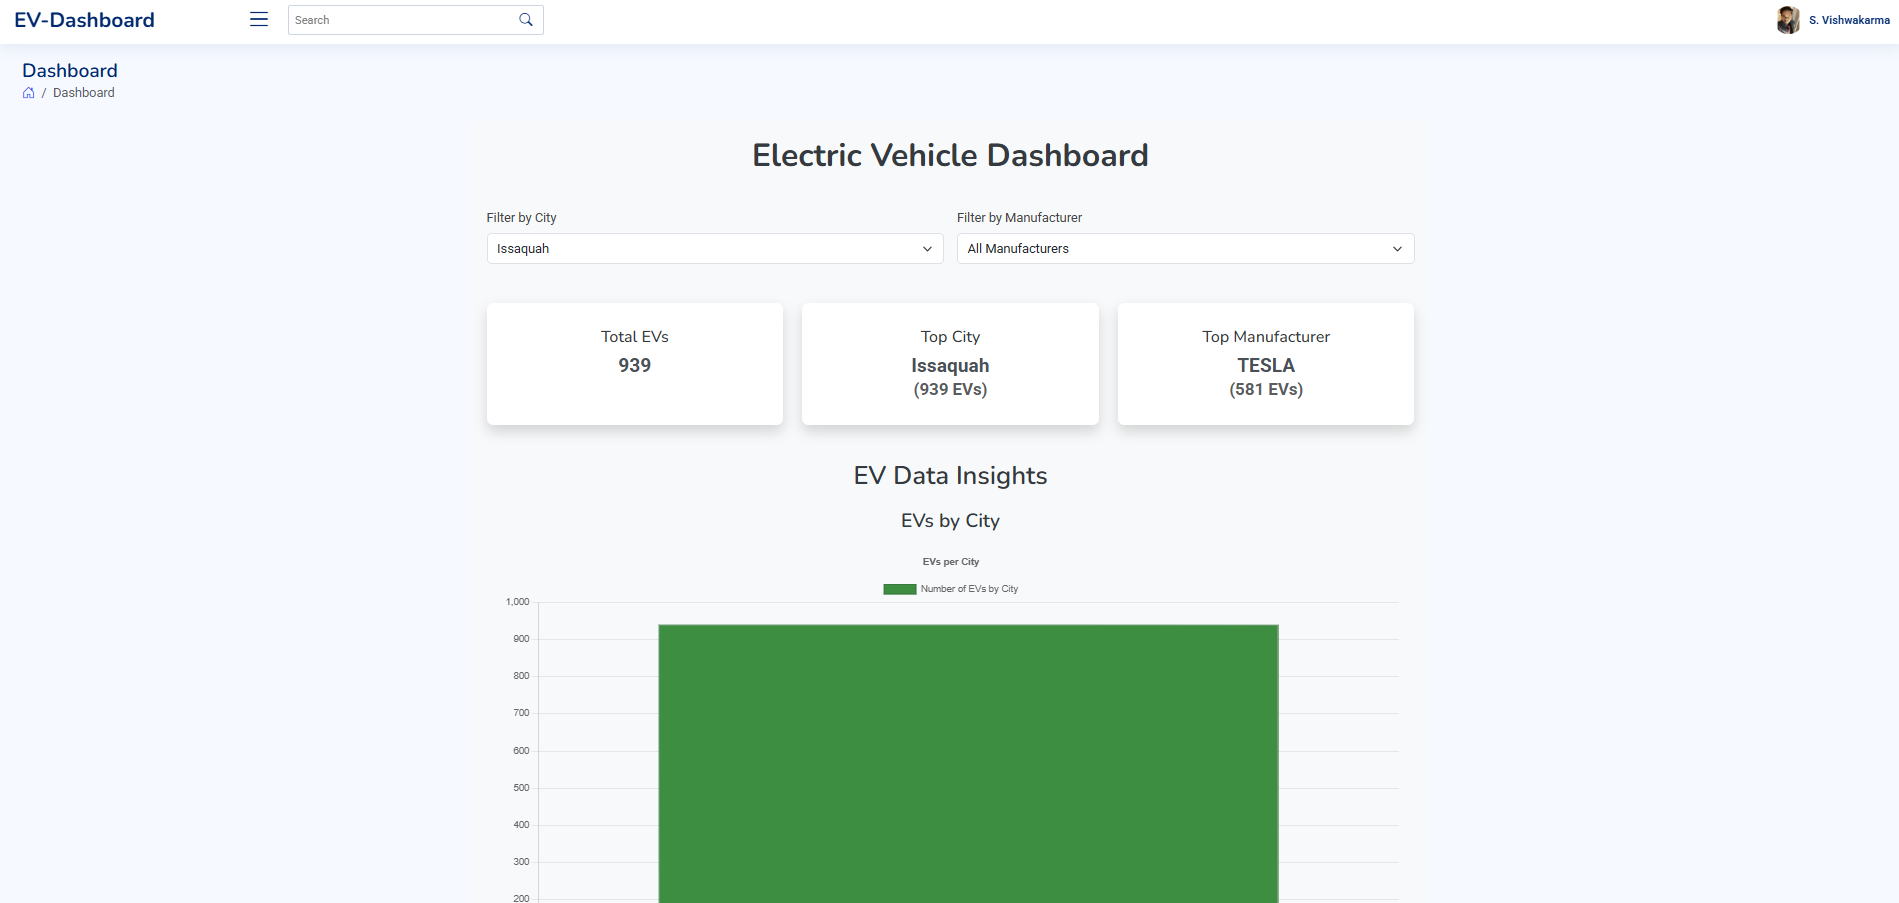 EV-Dashboard
Search
S. Vishwakarma
Dashboard
/ Dashboard
Electric Vehicle Dashboard
Filter by City
Filter by Manufacturer
Issaquah
All Manufacturers
Total EVs
939
Top City
Issaquah
(939 EVs)
Top Manufacturer
TESLA
(581 EVs)
EV Data Insights
EVs by City
EVs per City
Number of EVs by City
1,000
900
800
700
600
500
400
300
200